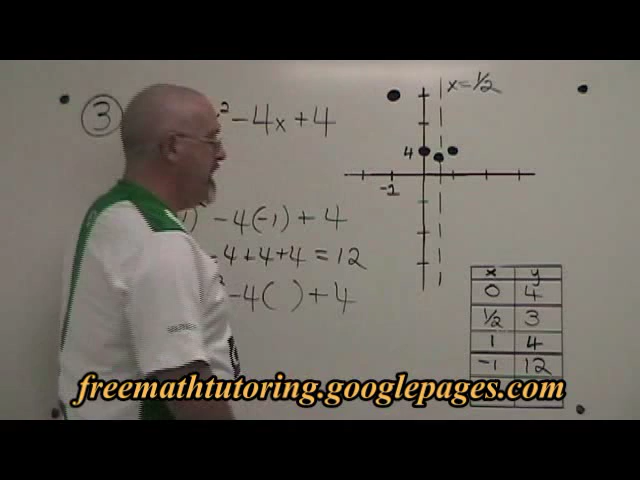 ③ ² -4x+4
x=½
4
-1
) -4(-1)+4
-4+4+4=12
-4( )+4
x y
0 4
½ 3
1 4
-1 12
freemathtutoring.googlepages.com